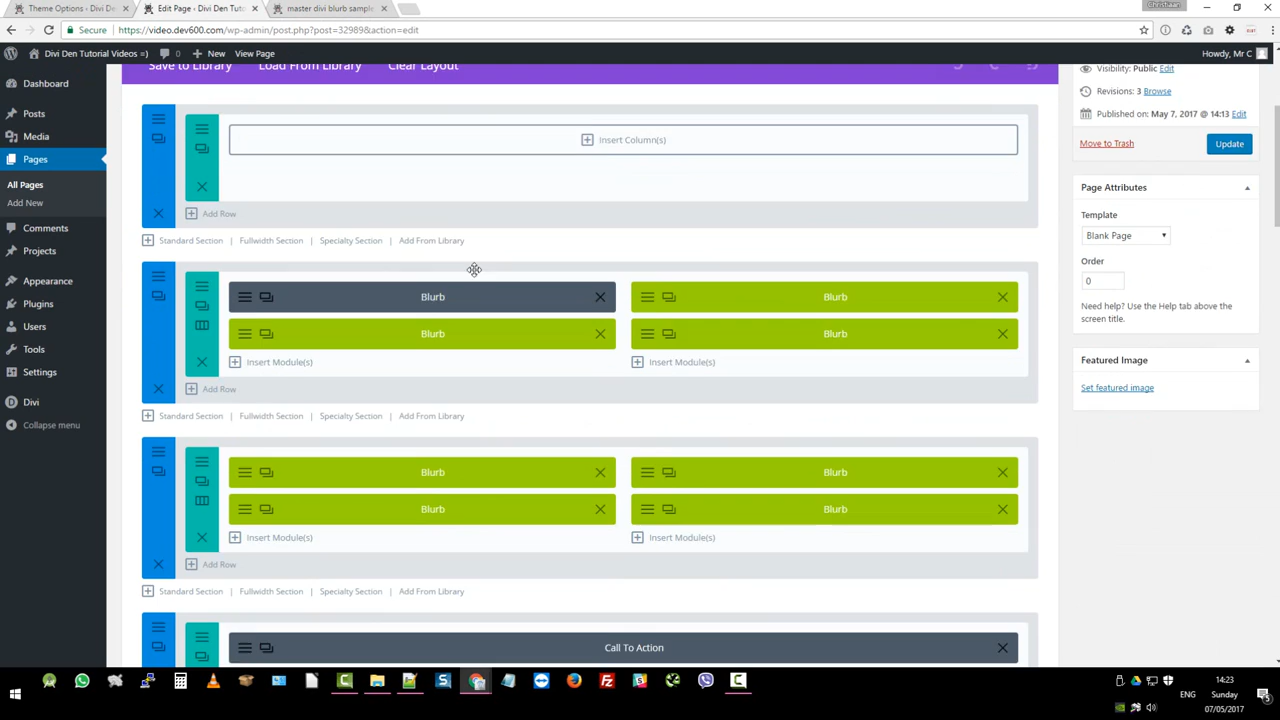 Christiaan
Theme Options | Divi De
Edit Page ‹ Divi Den Tuto
master divi blurb sample
Secure
https://video.dev600.com/wp-admin/post.php?post=32989&action=edit
Divi Den Tutorial Videos =)
0
New
View Page
Howdy, Mr C
Dashboard
Posts
Media
Pages
All Pages
Add New
Comments
Projects
Appearance
Plugins
Users
Tools
Settings
Divi
Collapse menu
Save to Library
Load From Library
Clear Layout
Insert Column(s)
Add Row
Standard Section | Fullwidth Section | Specialty Section | Add From Library
Blurb
Blurb
Blurb
Blurb
Insert Module(s)
Insert Module(s)
Add Row
Standard Section | Fullwidth Section | Specialty Section | Add From Library
Blurb
Blurb
Blurb
Blurb
Insert Module(s)
Insert Module(s)
Add Row
Standard Section | Fullwidth Section | Specialty Section | Add From Library
Call To Action
Visibility: Public Edit
Revisions: 3 Browse
Published on: May 7, 2017 @ 14:13 Edit
Move to Trash
Update
Page Attributes
Template
Blank Page
Order
0
Need help? Use the Help tab above the
screen title.
Featured Image
Set featured image
ENG
14:23
Sunday
07/05/2017